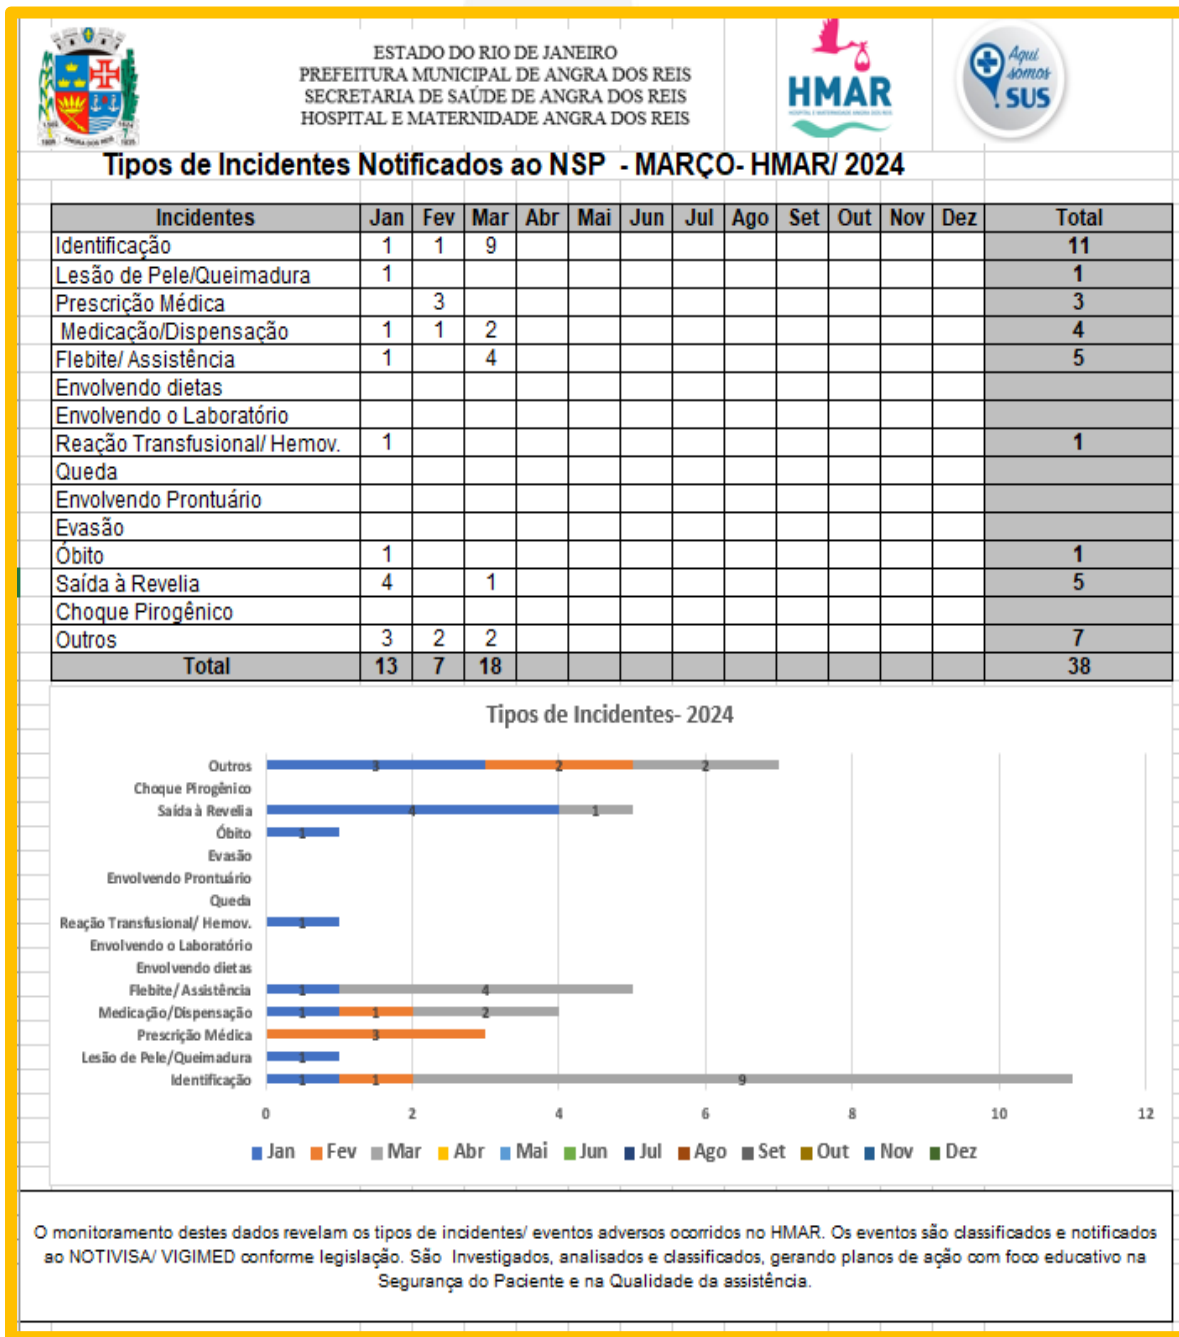 ESTADO DO RIO DE JANEIRO
PREFEITURA MUNICIPAL DE ANGRA DOS REIS
SECRETARIA DE SAÚDE DE ANGRA DOS REIS
HOSPITAL E MATERNIDADE ANGRA DOS REIS
ANGRA DOS REIS
HMAR
HOSPITAL E MATERNIDADE ANGRA DOS REIS
Aqui
somos
SUS
Tipos de Incidentes Notificados ao NSP - MARÇO- HMAR/ 2024
Incidentes Jan Fev Mar Abr Mai Jun Jul Ago Set Out Nov Dez Total
Identificação 1 1 9 11
Lesão de Pele/Queimadura 1 1
Prescrição Médica 3 3
Medicação/Dispensação 1 1 2 4
Flebite/ Assistência 1 4 5
Envolvendo dietas
Envolvendo o Laboratório
Reação Transfusional/ Hemov. 1 1
Queda
Envolvendo Prontuário
Evasão
Óbito 1 1
Saída à Revelia 4 1 5
Choque Pirogênico
Outros 3 2 2 7
Total 13 7 18 38
Tipos de Incidentes- 2024
Outros 3 2 2
Choque Pirogênico
Saída à Revelia 4 1
Óbito 1
Evasão
Envolvendo Prontuário
Queda
Reação Transfusional/ Hemov. 1
Envolvendo o Laboratório
Envolvendo dietas
Flebite/ Assistência 1 4
Medicação/Dispensação 1 1 2
Prescrição Médica 3
Lesão de Pele/Queimadura 1
Identificação 1 1 9
0 2 4 6 8 10 12
Jan Fev Mar Abr Mai Jun Jul Ago Set Out Nov Dez
O monitoramento destes dados revelam os tipos de incidentes/ eventos adversos ocorridos no HMAR. Os eventos são classificados e notificados
ao NOTIVISA/ VIGIMED conforme legislação. São Investigados, analisados e classificados, gerando planos de ação com foco educativo na
Segurança do Paciente e na Qualidade da assistência.